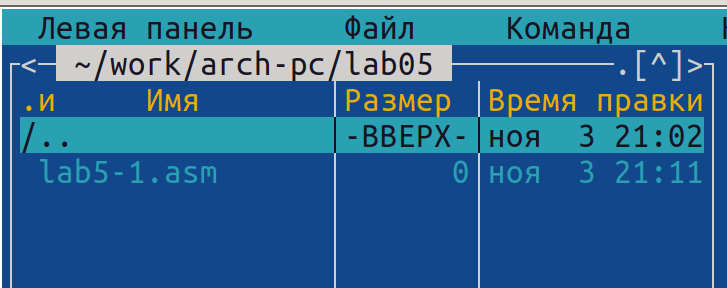 Левая панель Файл Команда
<- ~/work/arch-pc/lab05 .[^]>
.и Имя Размер Время правки
/.. -ВВЕРХ- ноя 3 21:02
lab5-1.asm 0 ноя 3 21:11